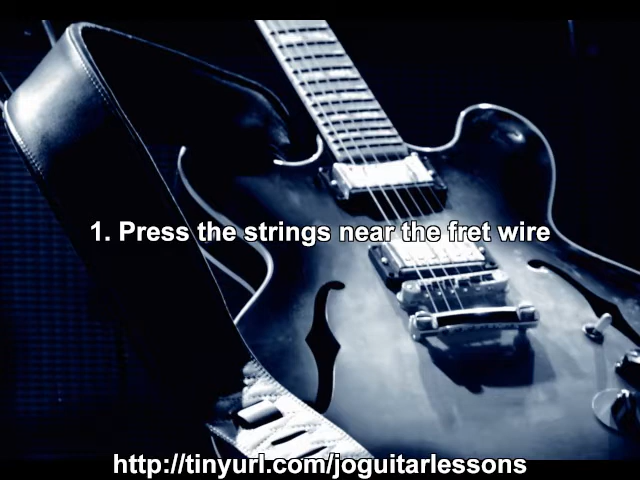 1. Press the strings near the fret wire
http://tinyurl.com/joguitarlessons